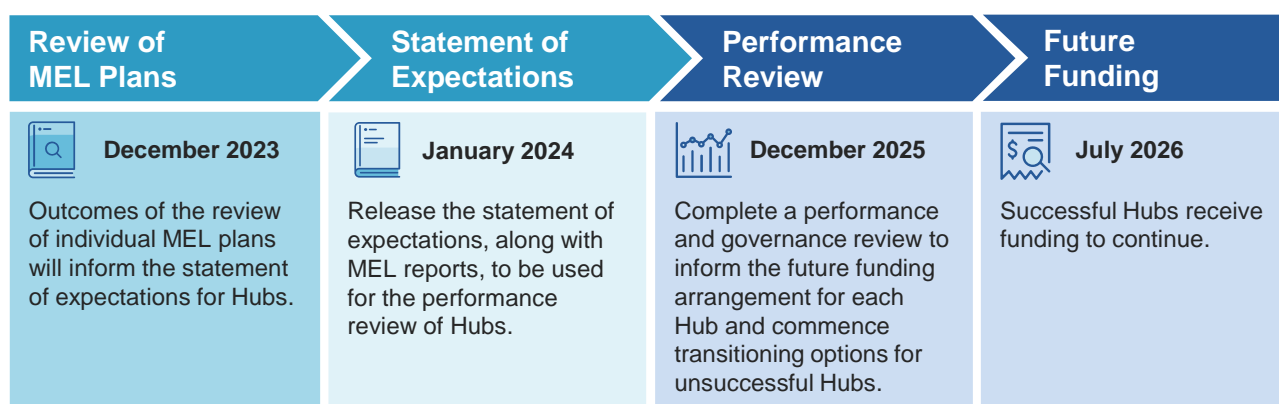 Review of
MEL Plans
Statement of
Expectations
Performance
Review
Future
Funding
December 2023
Outcomes of the review
of individual MEL plans
will inform the statement
of expectations for Hubs.
January 2024
Release the statement of
expectations, along with
MEL reports, to be used
for the performance
review of Hubs.
December 2025
Complete a performance
and governance review to
inform the future funding
arrangement for each
Hub and commence
transitioning options for
unsuccessful Hubs.
$
July 2026
Successful Hubs receive
funding to continue.